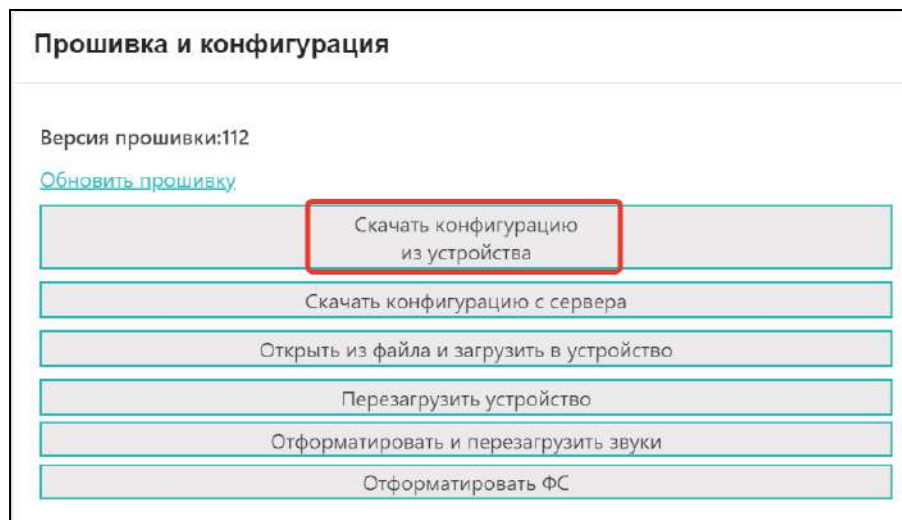 Прошивка и конфигурация
Версия прошивки:112
Обновить прошивку
Скачать конфигурацию
из устройства
Скачать конфигурацию с сервера
Открыть из файла и загрузить в устройство
Перезагрузить устройство
Отформатировать и перезагрузить звуки
Отформатировать ФС